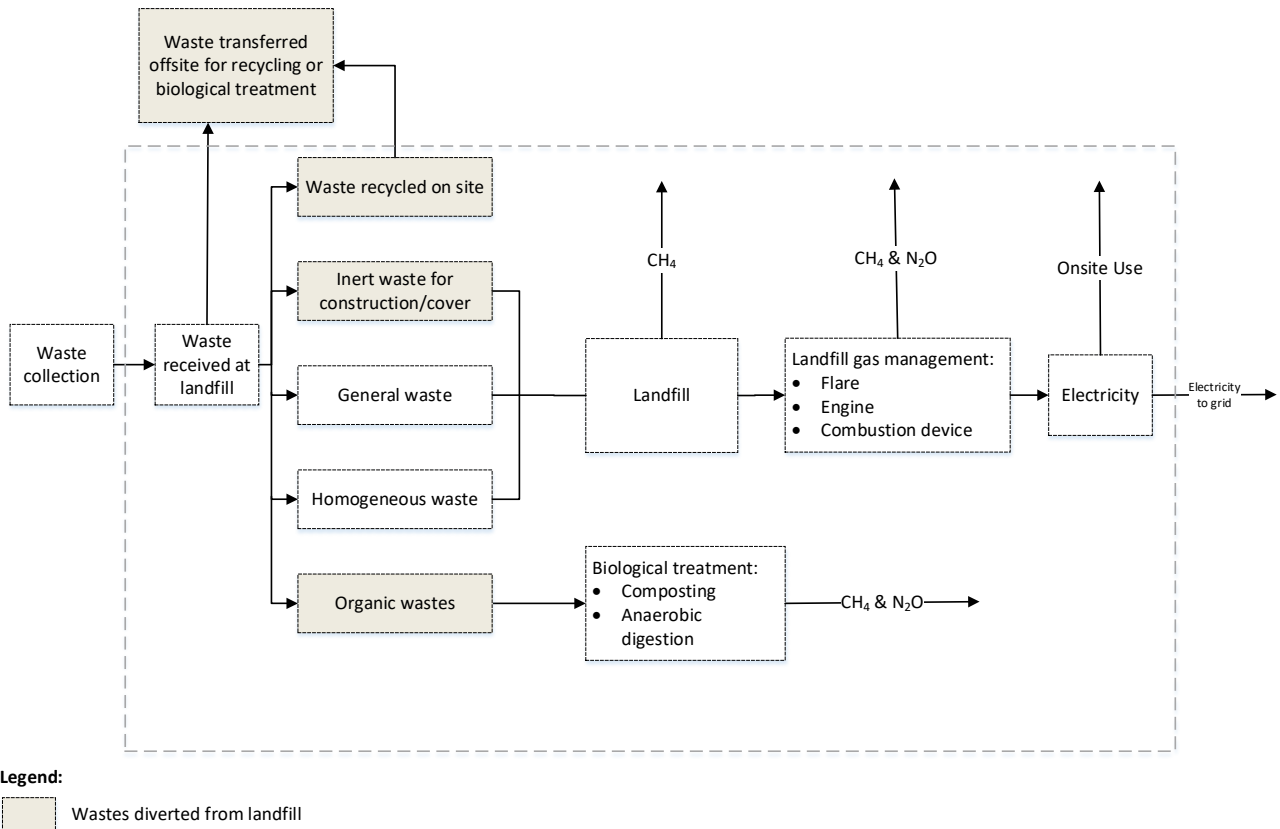 Waste transferred
offsite for recycling or
biological treatment
Waste recycled on site
Inert waste for
construction/cover
CH₄
CH₄ & N₂O
Onsite Use
Waste
collection
Waste
received at
landfill
General waste
Landfill
Landfill gas management:
• Flare
• Engine
• Combustion device
Electricity
Electricity
to grid
Homogeneous waste
Organic wastes
Biological treatment:
• Composting
• Anaerobic
digestion
CH₄ & N₂O
Legend:
Wastes diverted from landfill